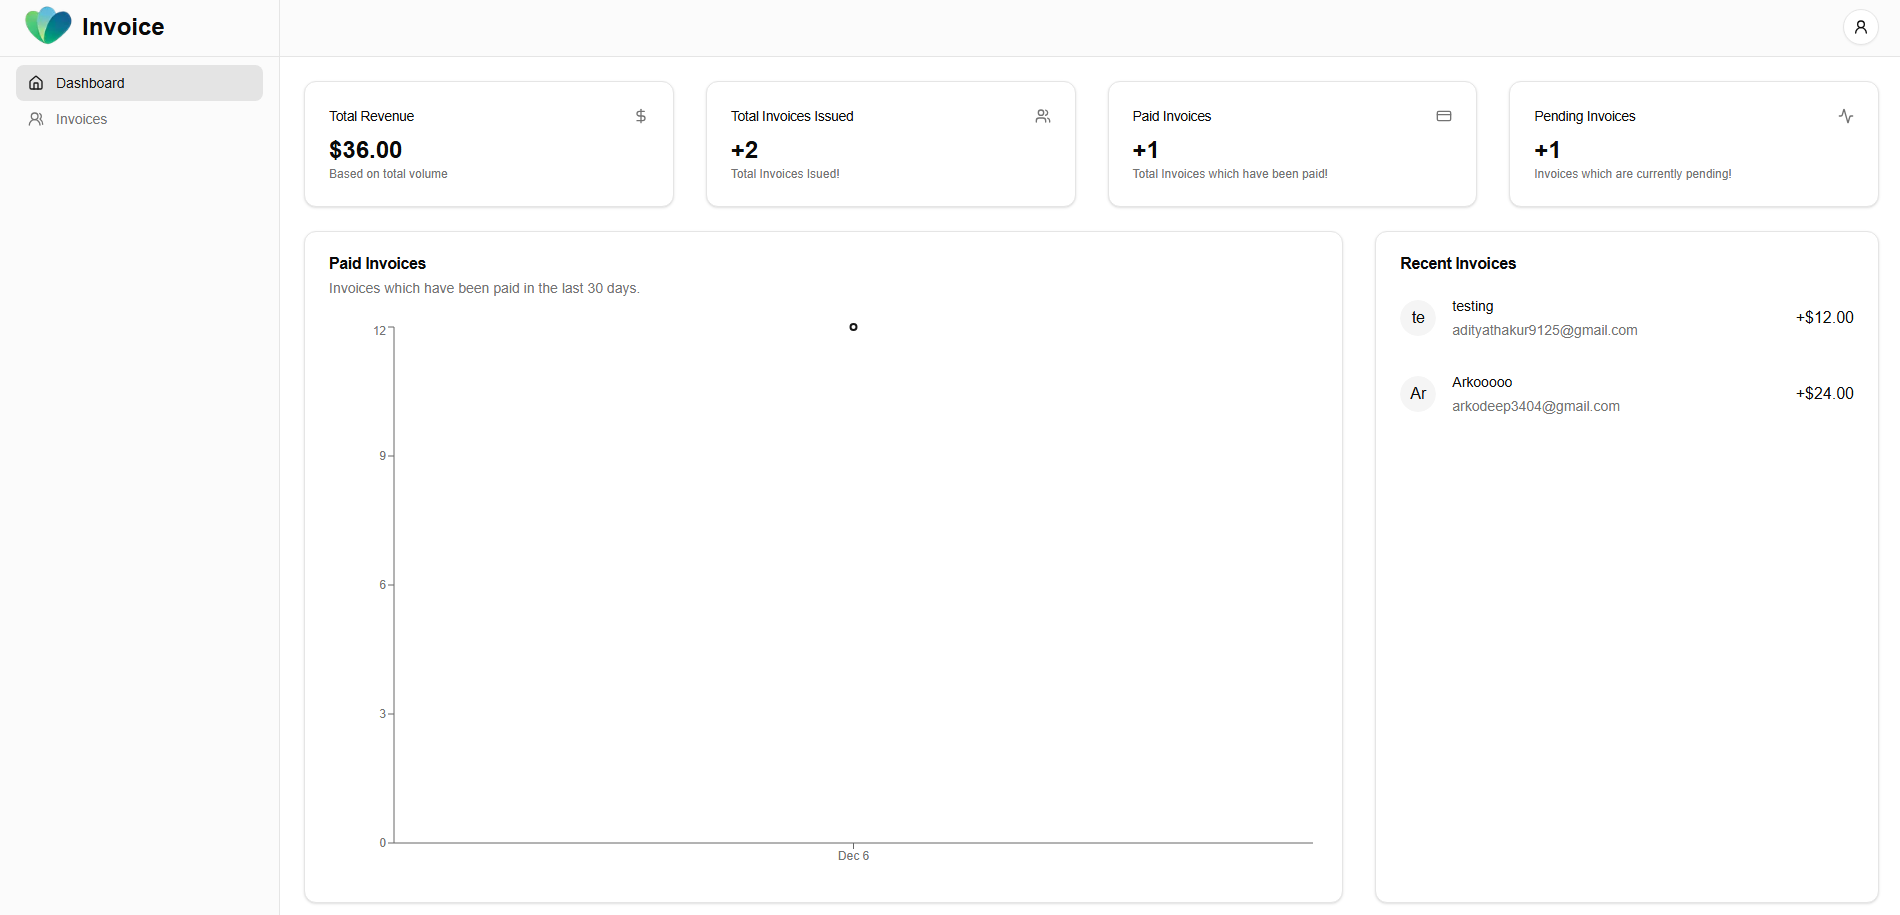 Invoice
Dashboard
Invoices
Total Revenue
$36.00
Based on total volume
Total Invoices Issued
+2
Total Invoices Isued!
Paid Invoices
+1
Total Invoices which have been paid!
Pending Invoices
+1
Invoices which are currently pending!
Paid Invoices
Invoices which have been paid in the last 30 days.
12
9
6
3
0
Dec 6
Recent Invoices
te
testing
adityathakur9125@gmail.com
+$12.00
Ar
Arkooooo
arkodeep3404@gmail.com
+$24.00